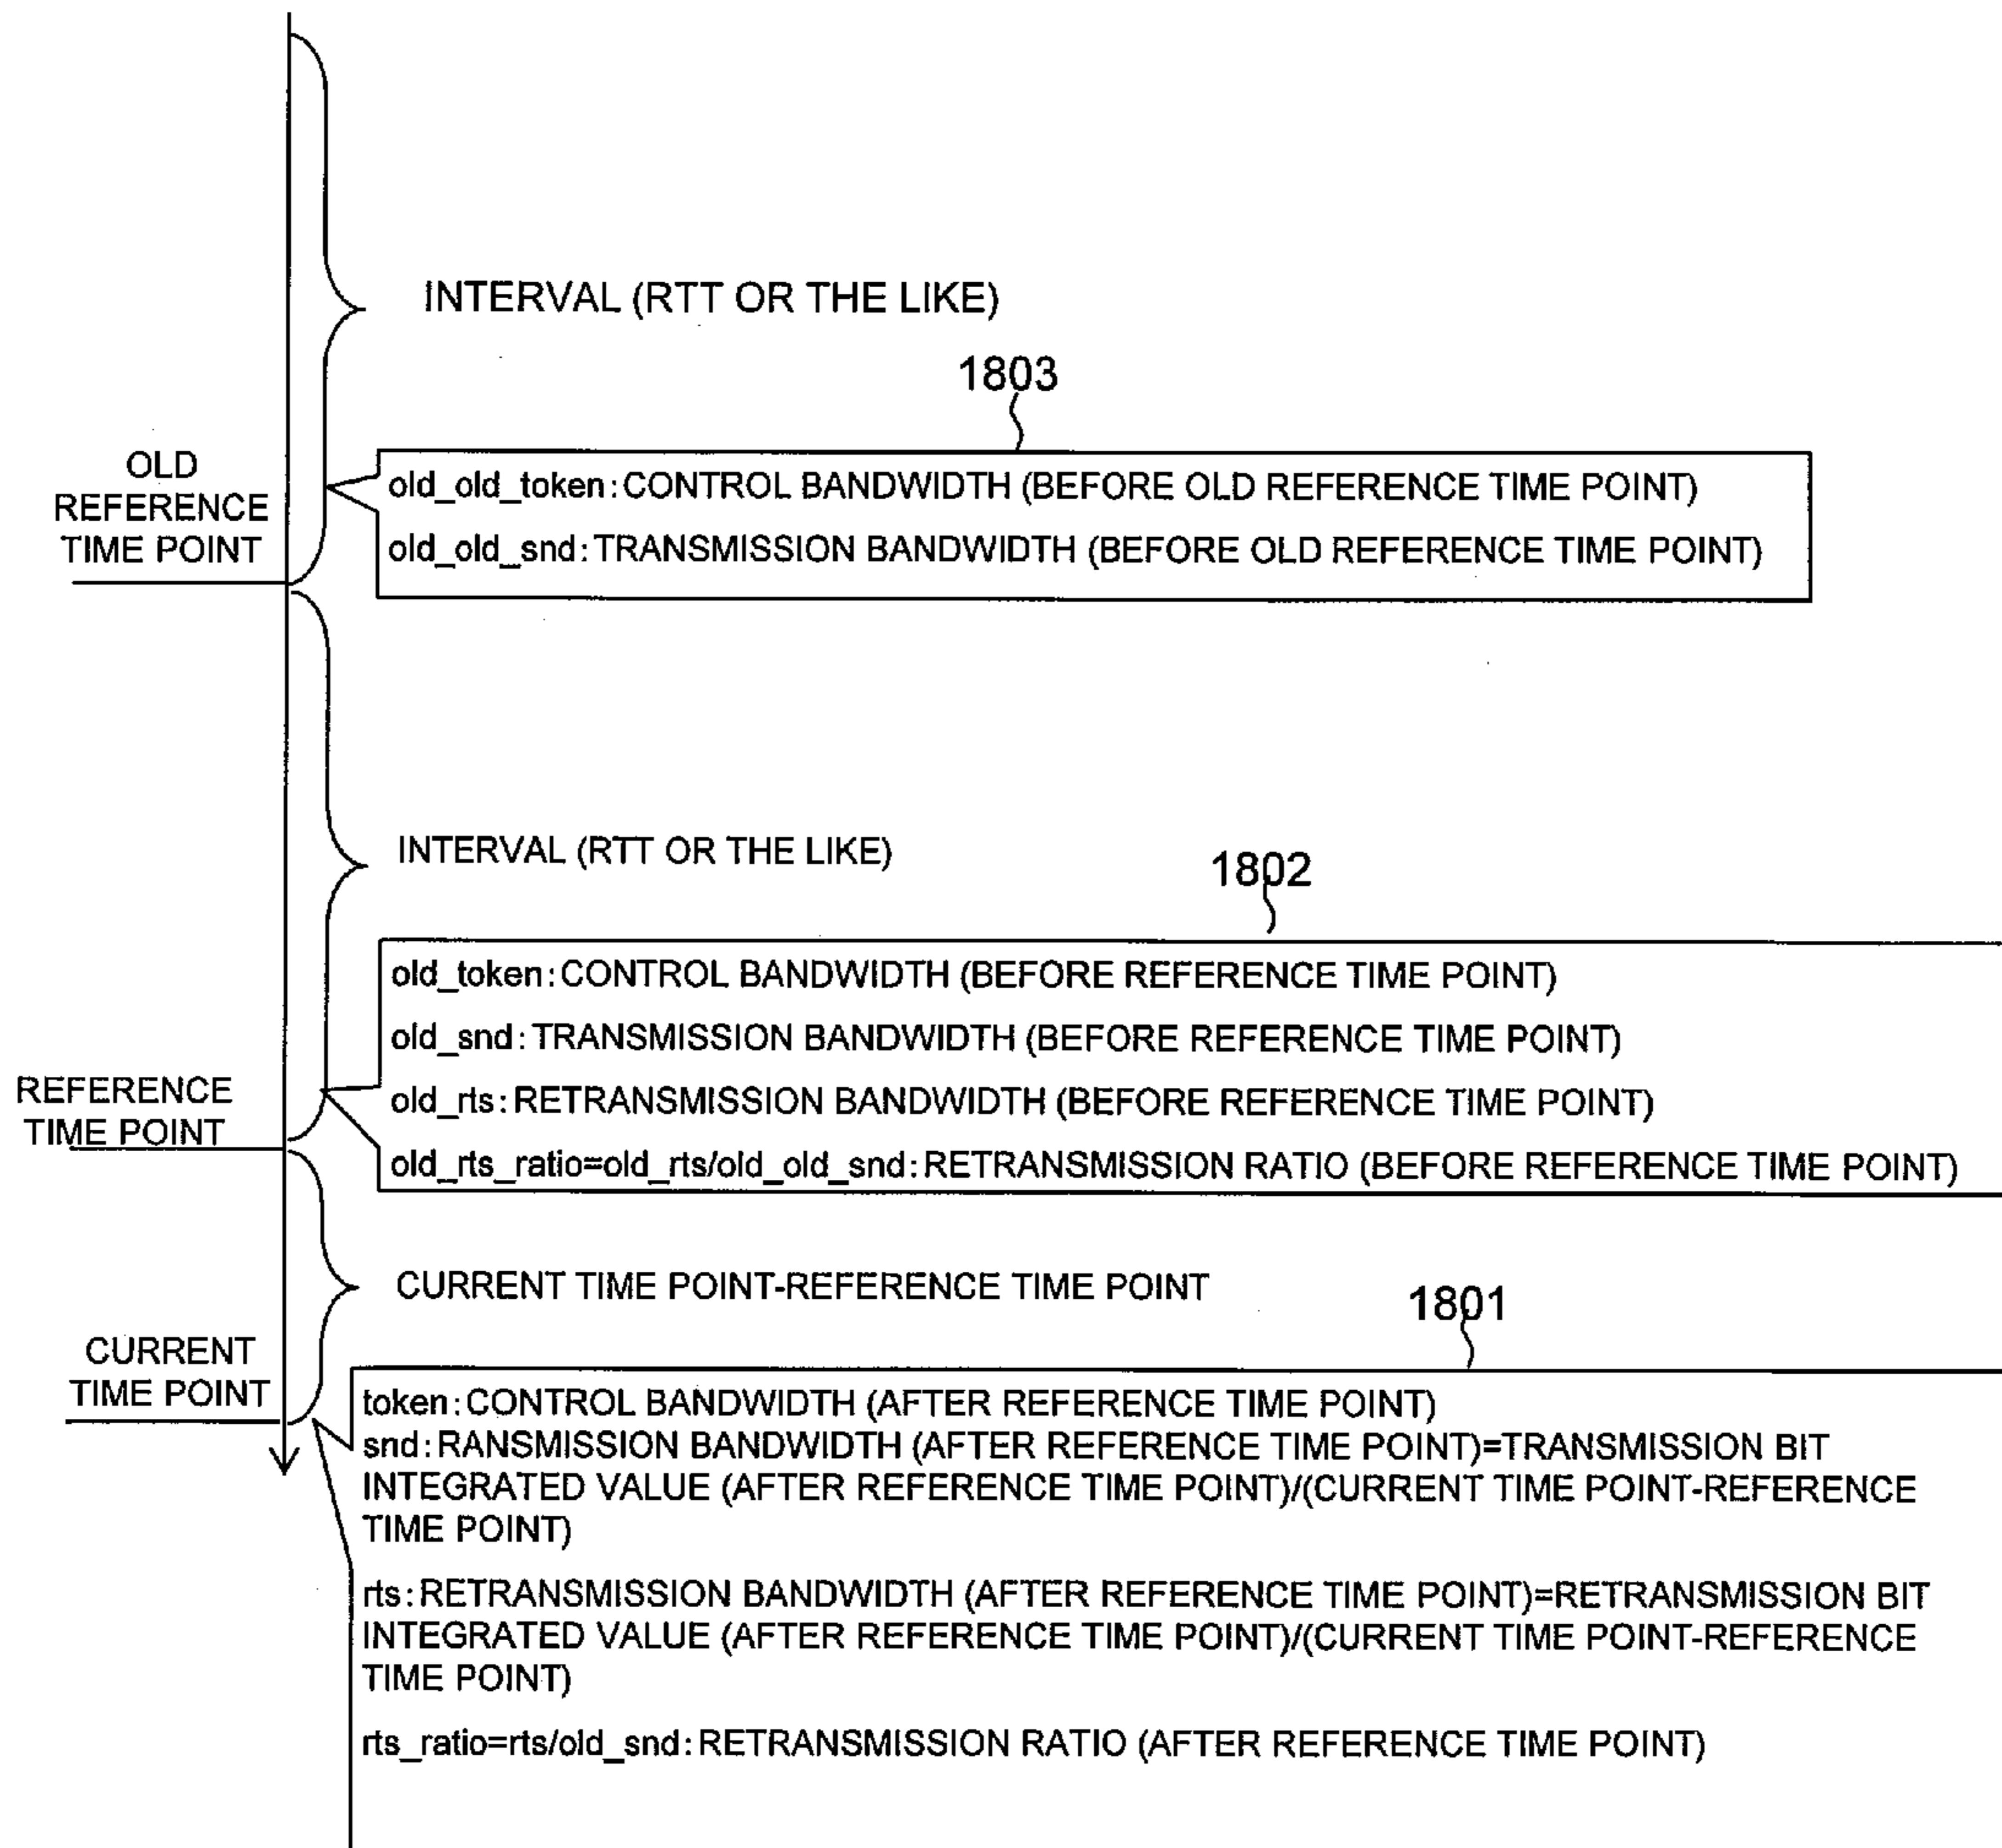 INTERVAL (RTT OR THE LIKE)
1803
OLD
REFERENCE
TIME POINT
old_old_token:CONTROL BANDWIDTH (BEFORE OLD REFERENCE TIME POINT)
old_old_snd:TRANSMISSION BANDWIDTH (BEFORE OLD REFERENCE TIME POINT)
INTERVAL (RTT OR THE LIKE)
1802
old_token:CONTROL BANDWIDTH (BEFORE REFERENCE TIME POINT)
old_snd:TRANSMISSION BANDWIDTH (BEFORE REFERENCE TIME POINT)
REFERENCE
TIME POINT
old_rts:RETRANSMISSION BANDWIDTH (BEFORE REFERENCE TIME POINT)
old_rts_ratio=old_rts/old_old_snd:RETRANSMISSION RATIO (BEFORE REFERENCE TIME POINT)
CURRENT TIME POINT-REFERENCE TIME POINT
1801
CURRENT
TIME POINT
token:CONTROL BANDWIDTH (AFTER REFERENCE TIME POINT)
snd:RANSMISSION BANDWIDTH (AFTER REFERENCE TIME POINT)=TRANSMISSION BIT
INTEGRATED VALUE (AFTER REFERENCE TIME POINT)/(CURRENT TIME POINT-REFERENCE
TIME POINT)
rts:RETRANSMISSION BANDWIDTH (AFTER REFERENCE TIME POINT)=RETRANSMISSION BIT
INTEGRATED VALUE (AFTER REFERENCE TIME POINT)/(CURRENT TIME POINT-REFERENCE
TIME POINT)
rts_ratio=rts/old_snd:RETRANSMISSION RATIO (AFTER REFERENCE TIME POINT)